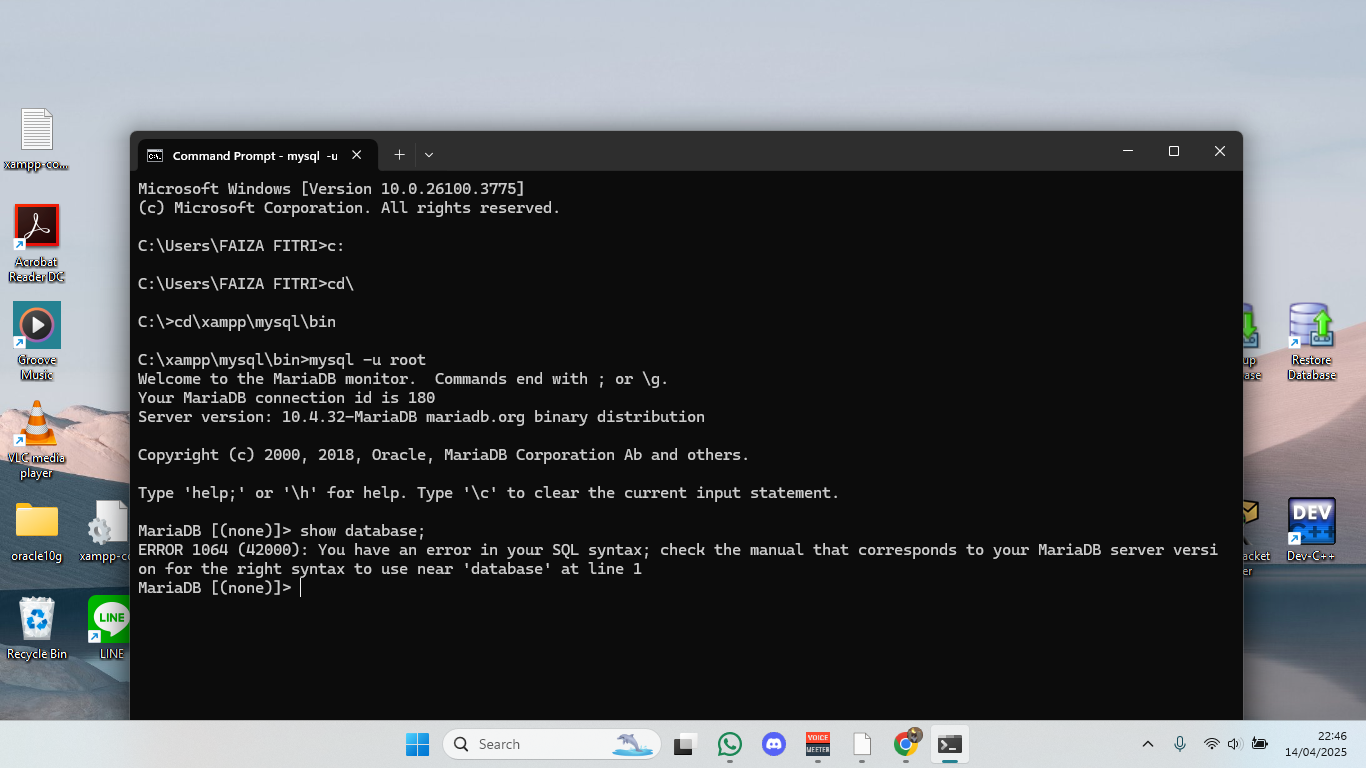 xampp-co...
Acrobat
Reader DC
Groove
Music
VLC media
player
oracle10g
xampp-co
Recycle Bin
LINE
LINE
Command Prompt - mysql  -u
Microsoft Windows [Version 10.0.26100.3775]
(c) Microsoft Corporation. All rights reserved.
C:\Users\FAIZA FITRI>c:
C:\Users\FAIZA FITRI>cd\
C:\>cd\xampp\mysql\bin
C:\xampp\mysql\bin>mysql -u root
Welcome to the MariaDB monitor.  Commands end with ; or \g.
Your MariaDB connection id is 180
Server version: 10.4.32-MariaDB mariadb.org binary distribution
Copyright (c) 2000, 2018, Oracle, MariaDB Corporation Ab and others.
Type 'help;' or '\h' for help. Type '\c' to clear the current input statement.
MariaDB [(none)]> show database;
ERROR 1064 (42000): You have an error in your SQL syntax; check the manual that corresponds to your MariaDB server versi
on for the right syntax to use near 'database' at line 1
MariaDB [(none)]>
up
ase
Restore
Database
acket
er
DEV
C++
Dev-C++
Search
VOICE
MEETER
22:46
14/04/2025